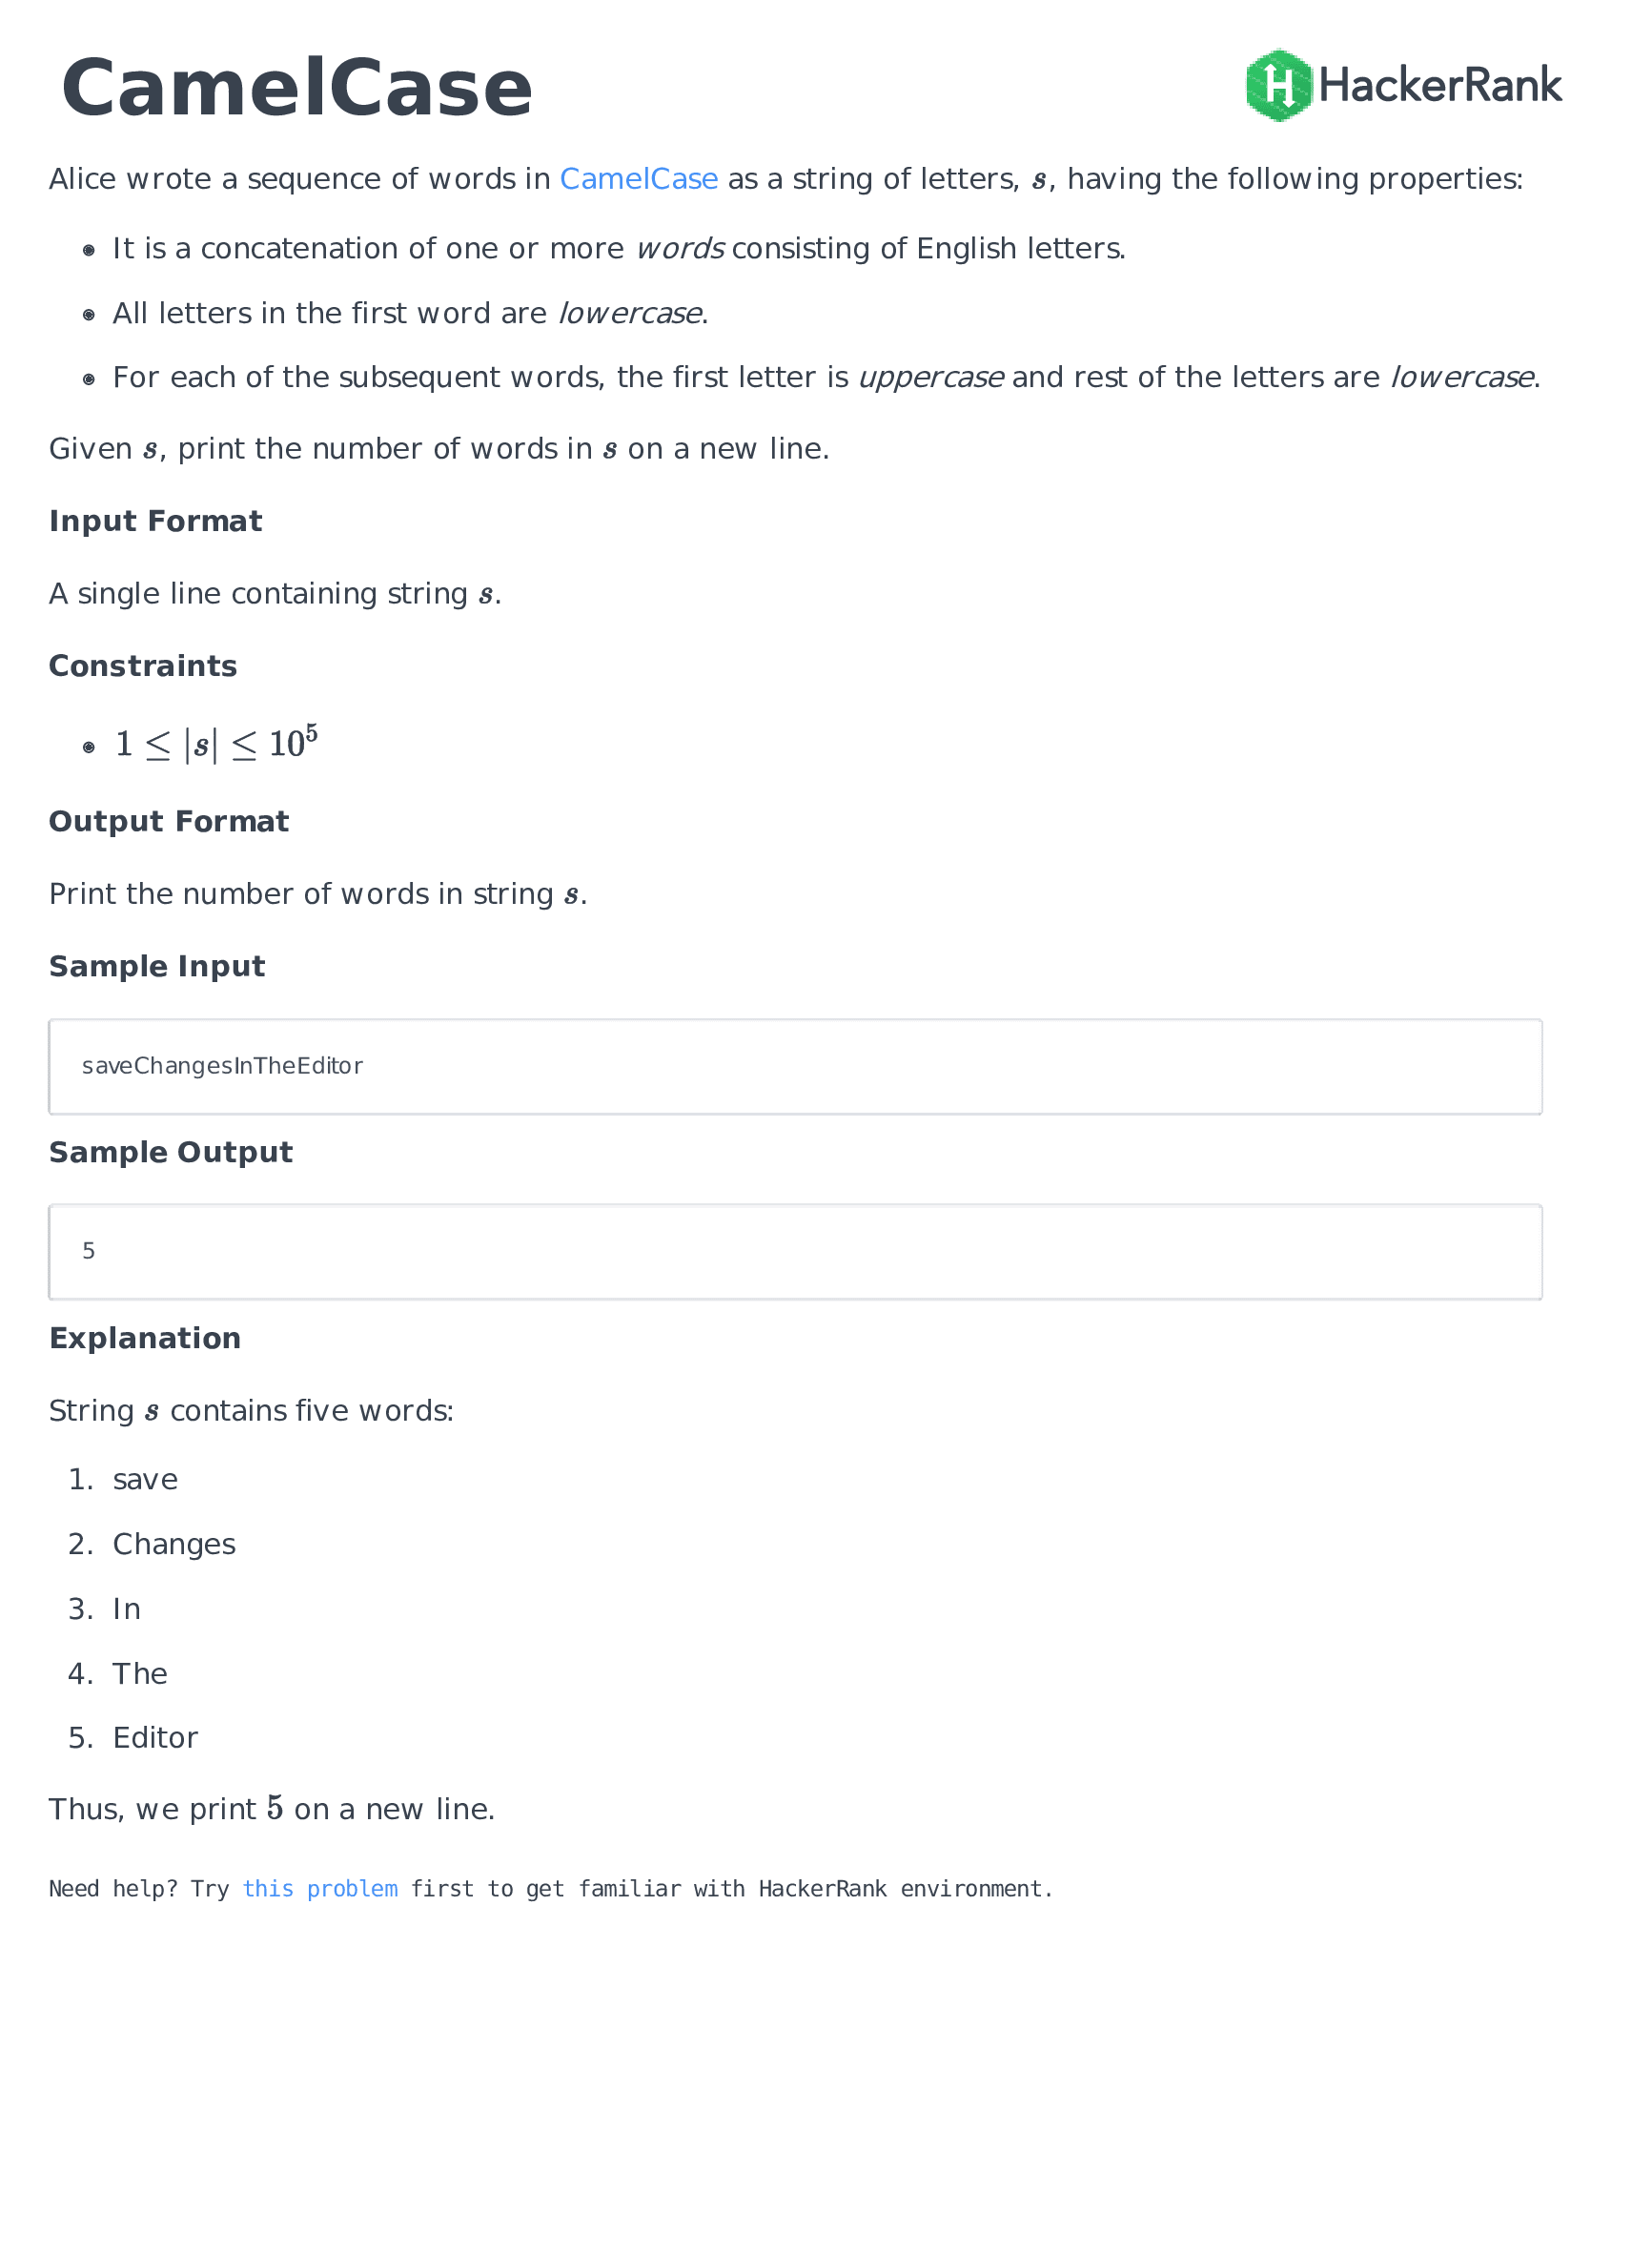 CamelCase
HackerRank
Alice wrote a sequence of words in CamelCase as a string of letters, s, having the following properties:
• It is a concatenation of one or more words consisting of English letters.
• All letters in the first word are lowercase.
• For each of the subsequent words, the first letter is uppercase and rest of the letters are lowercase.
Given s, print the number of words in s on a new line.
Input Format
A single line containing string s.
Constraints
• 1 ≤ |s| ≤ 10⁵
Output Format
Print the number of words in string s.
Sample Input
saveChangesInTheEditor
Sample Output
5
Explanation
String s contains five words:
1. save
2. Changes
3. In
4. The
5. Editor
Thus, we print 5 on a new line.
Need help? Try this problem first to get familiar with HackerRank environment.